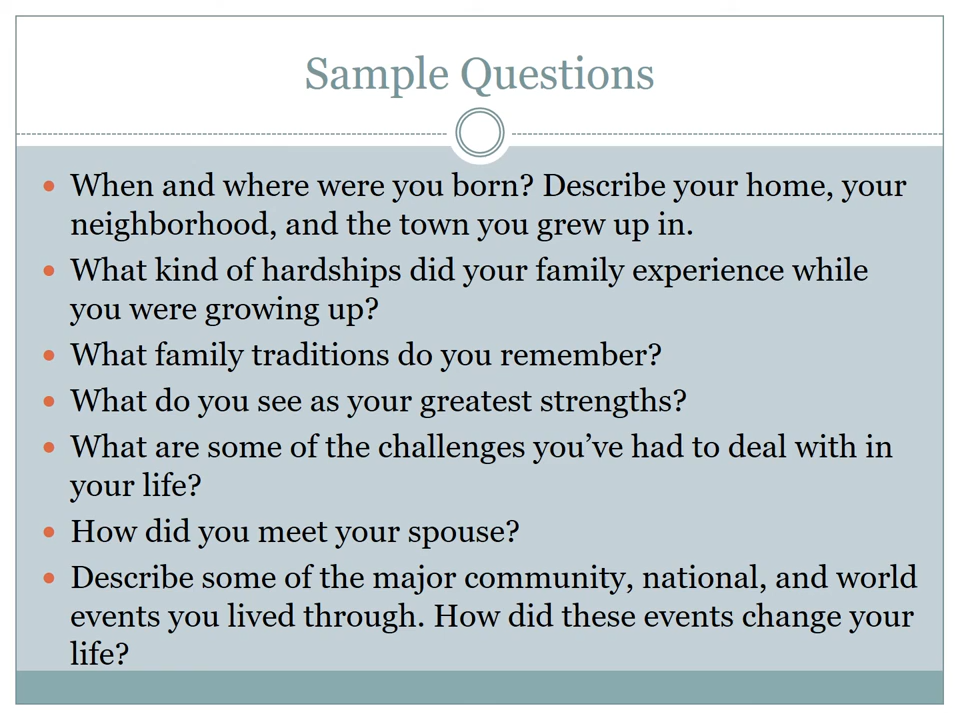 Sample Questions
When and where were you born? Describe your home, your
neighborhood, and the town you grew up in.
What kind of hardships did your family experience while
you were growing up?
What family traditions do you remember?
What do you see as your greatest strengths?
What are some of the challenges you’ve had to deal with in
your life?
How did you meet your spouse?
Describe some of the major community, national, and world
events you lived through. How did these events change your
life?